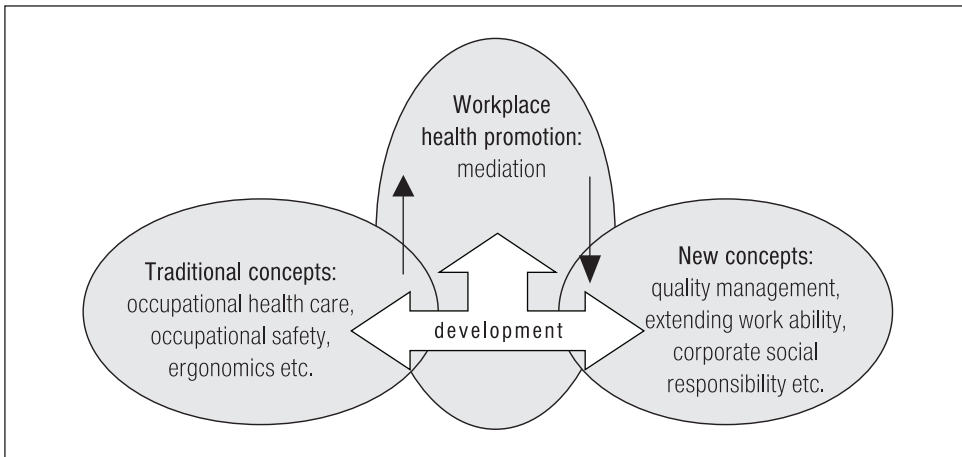 Workplace
health promotion:
mediation
Traditional concepts:
occupational health care,
occupational safety,
ergonomics etc.
development
New concepts:
quality management,
extending work ability,
corporate social
responsibility etc.